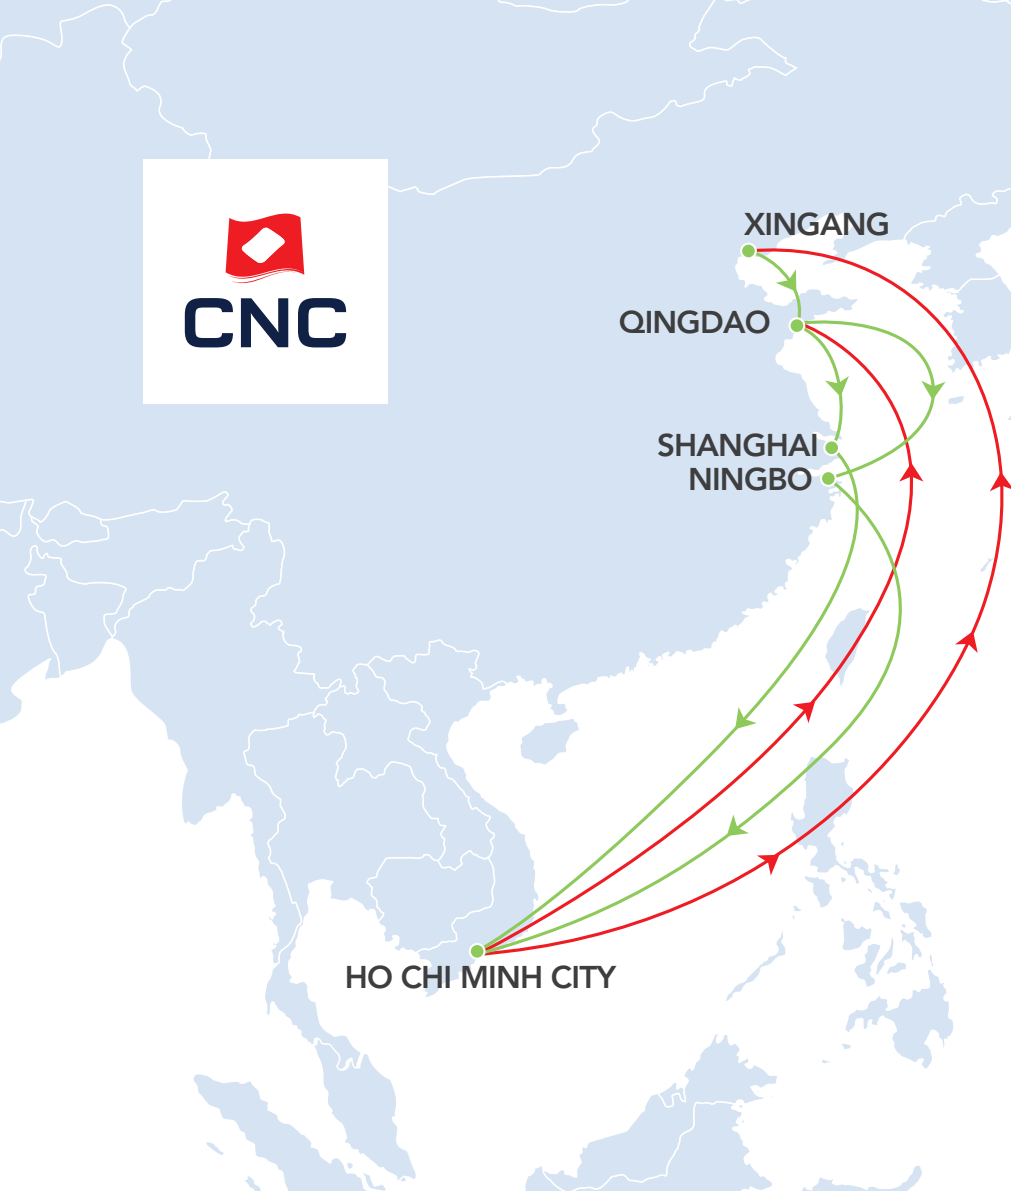 XINGANG
CNC
QINGDAO
SHANGHAI
NINGBO
HO CHI MINH CITY